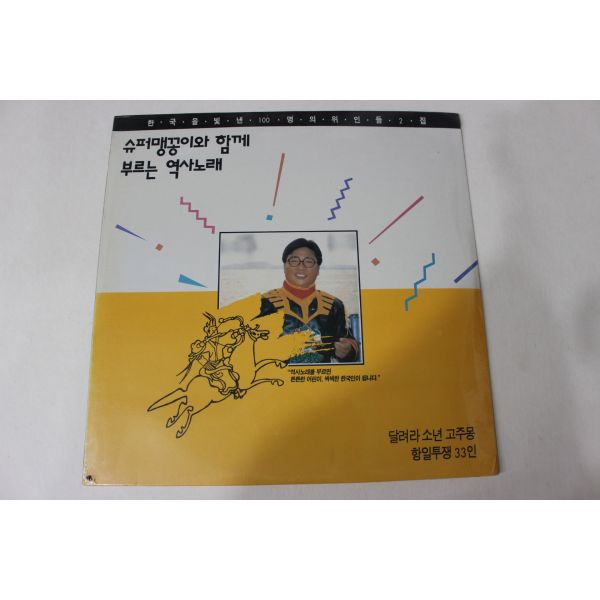 한·국·을·빛·낸·100·명·의·위·인·들·2·집
슈퍼맹꽁이와 함께
부르는 역사노래
"역사노래를 부르면
튼튼한 어린이, 씩씩한 한국인이 됩니다."
달려라 소년 고주몽
항일투쟁 33인